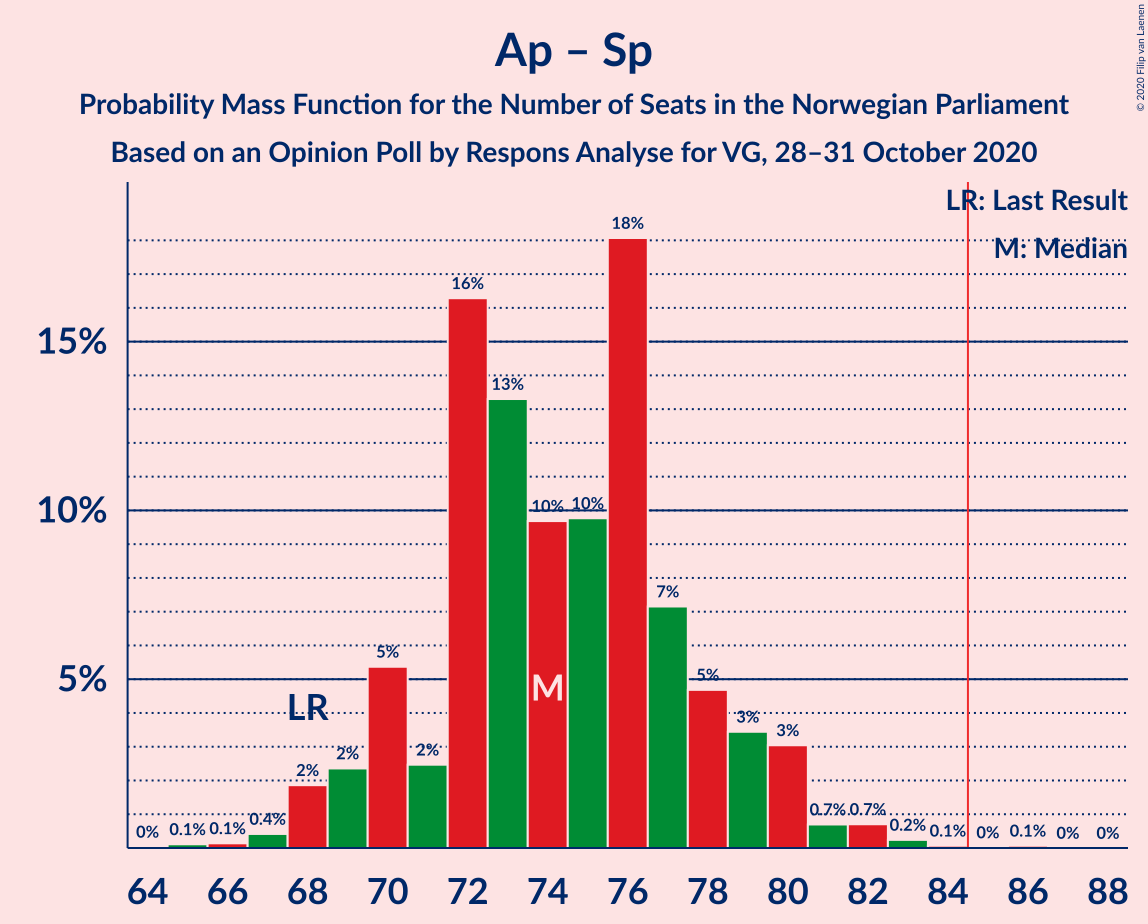 Ap – Sp
Probability Mass Function for the Number of Seats in the Norwegian Parliament
Based on an Opinion Poll by Respons Analyse for VG, 28–31 October 2020
© 2020 Filip van Laenen
LR: Last Result
M: Median
15%
10%
5%
0% 0.1% 0.1% 0.4% 2% 2% 5% 2% 16% 13% 10% 10% 18% 7% 5% 3% 3% 0.7% 0.7% 0.2% 0.1% 0% 0.1% 0% 0%
LR
M
64 66 68 70 72 74 76 78 80 82 84 86 88